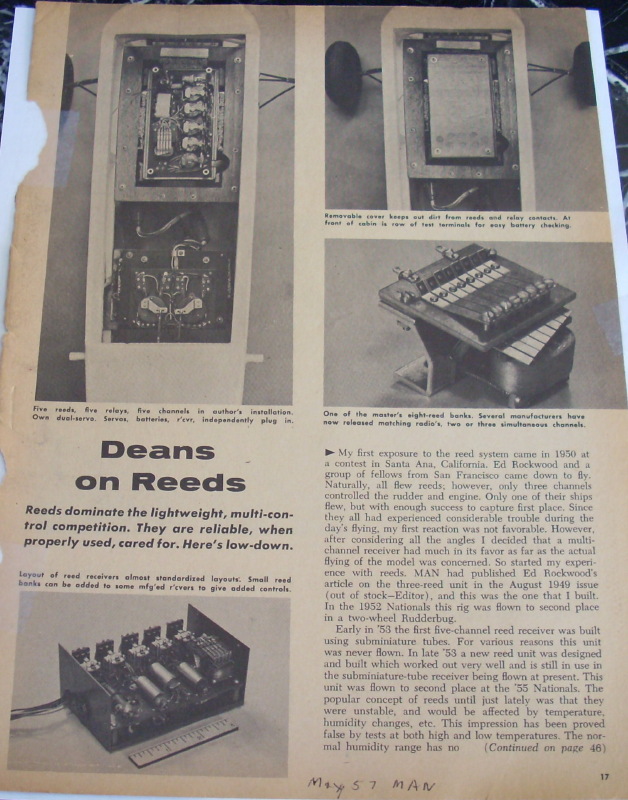 Five reeds, five relays, five channels in author's installation.
Own dual-servo. Servos, batteries, r'cvr, independently plug in.
Removable cover keeps out dirt from reeds and relay contacts. At
front of cabin is row of test terminals for easy battery checking.
One of the master's eight-reed banks. Several manufacturers have
now released matching radio's, two or three simultaneous channels.
Deans
on Reeds
Reeds dominate the lightweight, multi-con-
trol competition. They are reliable, when
properly used, cared for. Here's low-down.
Layout of reed receivers almost standardized layouts. Small reed
banks can be added to some mfg'ed r'cvers to give added controls.
► My first exposure to the reed system came in 1950 at
a contest in Santa Ana, California. Ed Rockwood and a
group of fellows from San Francisco came down to fly.
Naturally, all flew reeds; however, only three channels
controlled the rudder and engine. Only one of their ships
flew, but with enough success to capture first place. Since
they all had experienced considerable trouble during the
day's flying, my first reaction was not favorable. However,
after considering all the angles I decided that a multi-
channel receiver had much in its favor as far as the actual
flying of the model was concerned. So started my experi-
ence with reeds. MAN had published Ed Rockwood's
article on the three-reed unit in the August 1949 issue
(out of stock—Editor), and this was the one that I built.
In the 1952 Nationals this rig was flown to second place
in a two-wheel Rudderbug.
Early in '53 the first five-channel reed receiver was built
using subminiature tubes. For various reasons this unit
was never flown. In late '53 a new reed unit was designed
and built which worked out very well and is still in use in
the subminiature-tube receiver being flown at present. This
unit was flown to second place at the '55 Nationals. The
popular concept of reeds until just lately was that they
were unstable, and would be affected by temperature,
humidity changes, etc. This impression has been proved
false by tests at both high and low temperatures. The nor-
mal humidity range has no (Continued on page 46)
17
May 57 MAN